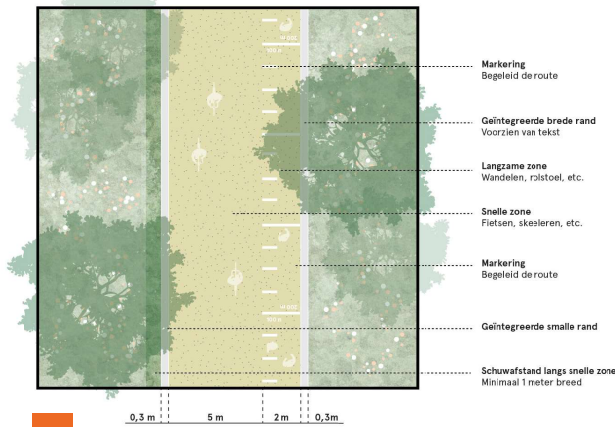 100 m
Markering
Begeleid de route
Geïntegreerde brede rand
Voorzien van tekst
Langzame zone
Wandelen, rolstoel, etc.
Snelle zone
Fietsen, skeeleren, etc.
Markering
Begeleid de route
100 m
Geïntegreerde smalle rand
Schuwafstand langs snelle zone
Minimaal 1 meter breed
0,3 m 5 m 2 m 0,3m